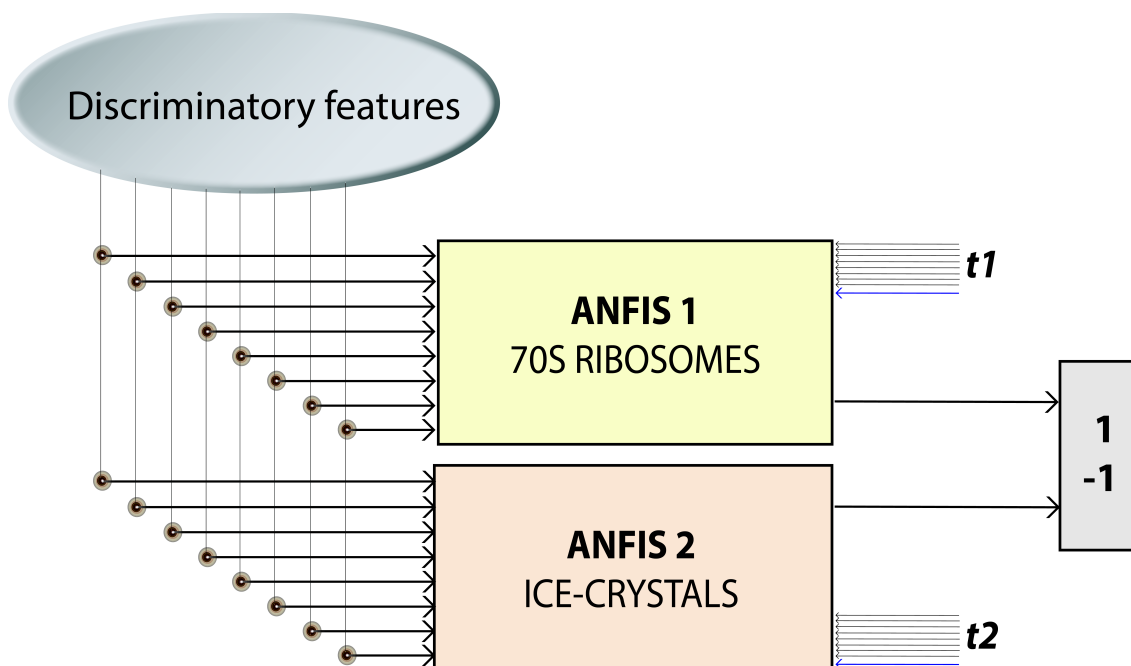 Discriminatory features
ANFIS 1
70S RIBOSOMES
t1
1
-1
ANFIS 2
ICE-CRYSTALS
t2